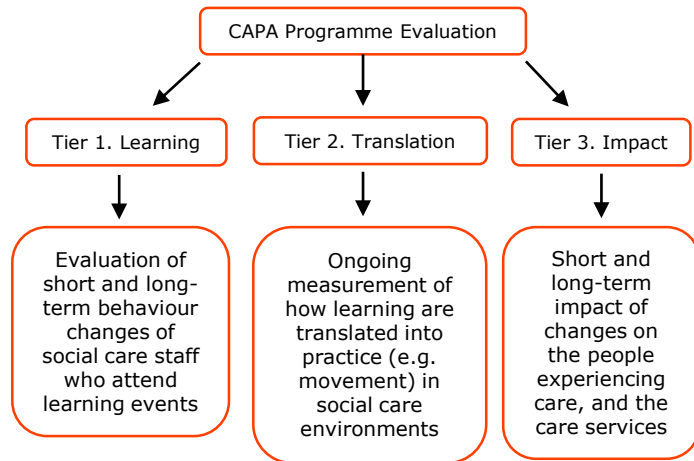 CAPA Programme Evaluation
Tier 1. Learning
Tier 2. Translation
Tier 3. Impact
Evaluation of
short and long-
term behaviour
changes of
social care staff
who attend
learning events
Ongoing
measurement of
how learning are
translated into
practice (e.g.
movement) in
social care
environments
Short and
long-term
impact of
changes on
the people
experiencing
care, and the
care services